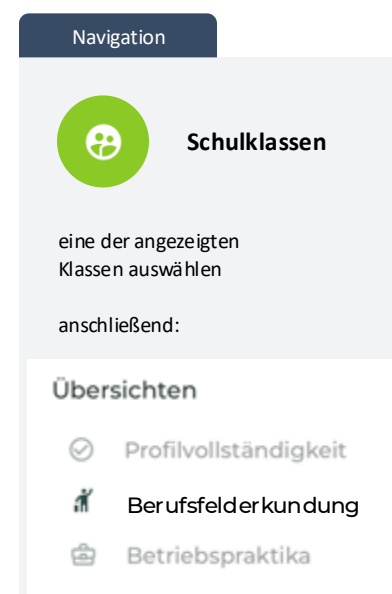 Navigation
Schulklassen
eine der angezeigten
Klassen auswählen
anschließend:
Übersichten
Profilvollständigkeit
Berufsfelderkundung
Betriebspraktika